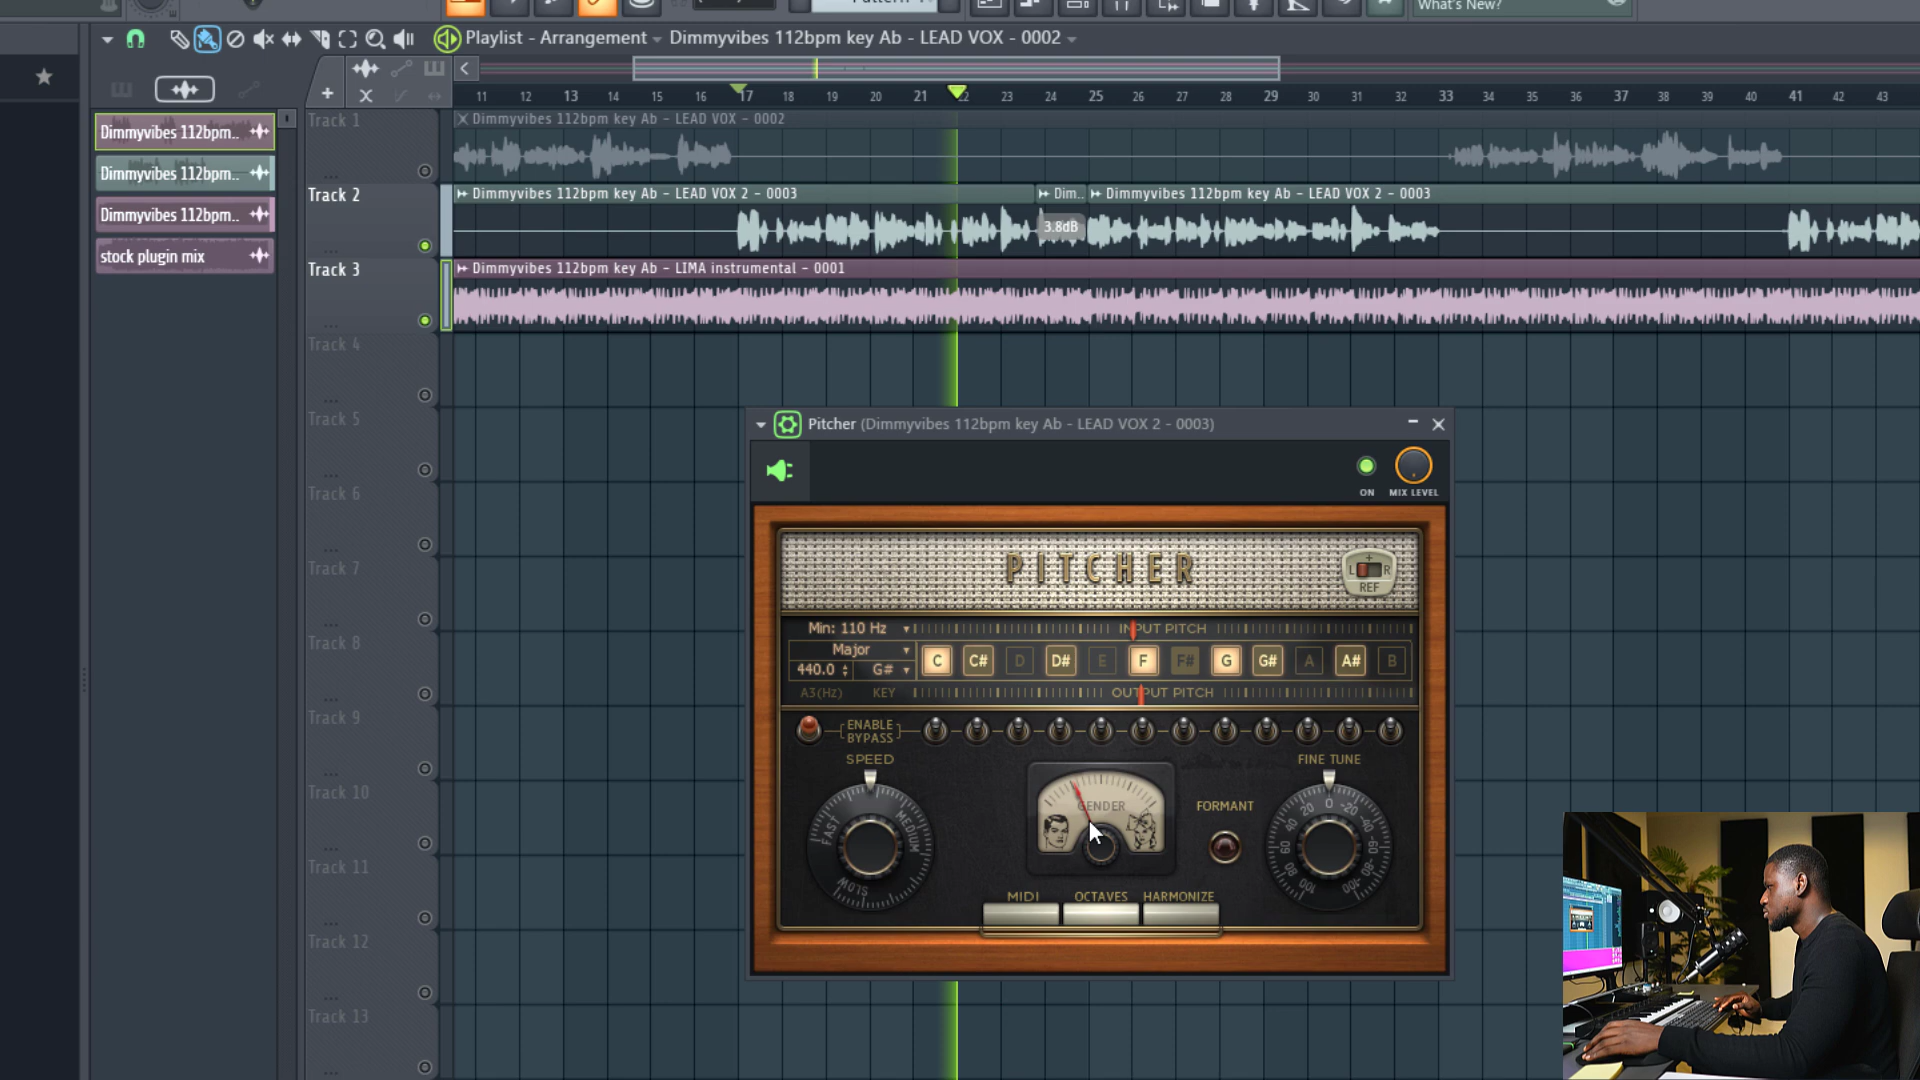 What's New?
Playlist - Arrangement Dimmyvibes 112bpm key Ab - LEAD VOX - 0002
11 12 13 14 15 16 17 18 19 20 21 22 23 24 25 26 27 28 29 30 31 32 33 34 35 36 37 38 39 40 41 42 43
Dimmyvibes 112bpm..
Dimmyvibes 112bpm..
Dimmyvibes 112bpm..
stock plugin mix
Track 1
Dimmyvibes 112bpm key Ab - LEAD VOX - 0002
Track 2
Dimmyvibes 112bpm key Ab - LEAD VOX 2 - 0003
Dim..
Dimmyvibes 112bpm key Ab - LEAD VOX 2 - 0003
3.8dB
Track 3
Dimmyvibes 112bpm key Ab - LIMA instrumental - 0001
Track 4
Track 5
Track 6
Track 7
Track 8
Track 9
Track 10
Track 11
Track 12
Track 13
Pitcher (Dimmyvibes 112bpm key Ab - LEAD VOX 2 - 0003)
ON MIX LEVEL
PITCHER
L R
REF
Min: 110 Hz
INPUT PITCH
Major
440.0 G#
C C# D D# E F F# G G# A A# B
A3(Hz) KEY
OUTPUT PITCH
ENABLE
BYPASS
SPEED
FAST
MEDIUM
SLOW
GENDER
FORMANT
FINE TUNE
100 80 60 40 20 0 -20 -40 -60 -80 -100
MIDI OCTAVES HARMONIZE